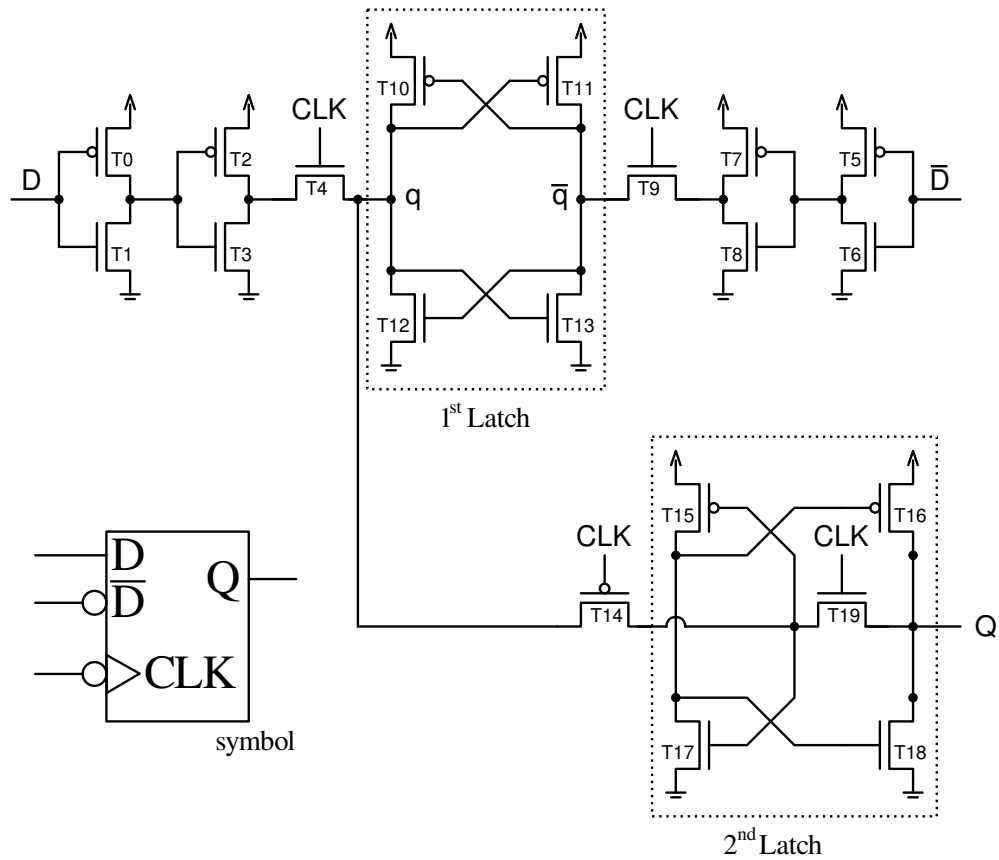 T10
T11
CLK
CLK
T0
T2
T7
T5
D
T4
q
q̅
T9
D̅
T1
T3
T8
T6
T12
T13
1st Latch
T15
T16
CLK
CLK
D
Q
D̅
T14
T19
Q
CLK
T17
T18
symbol
2nd Latch